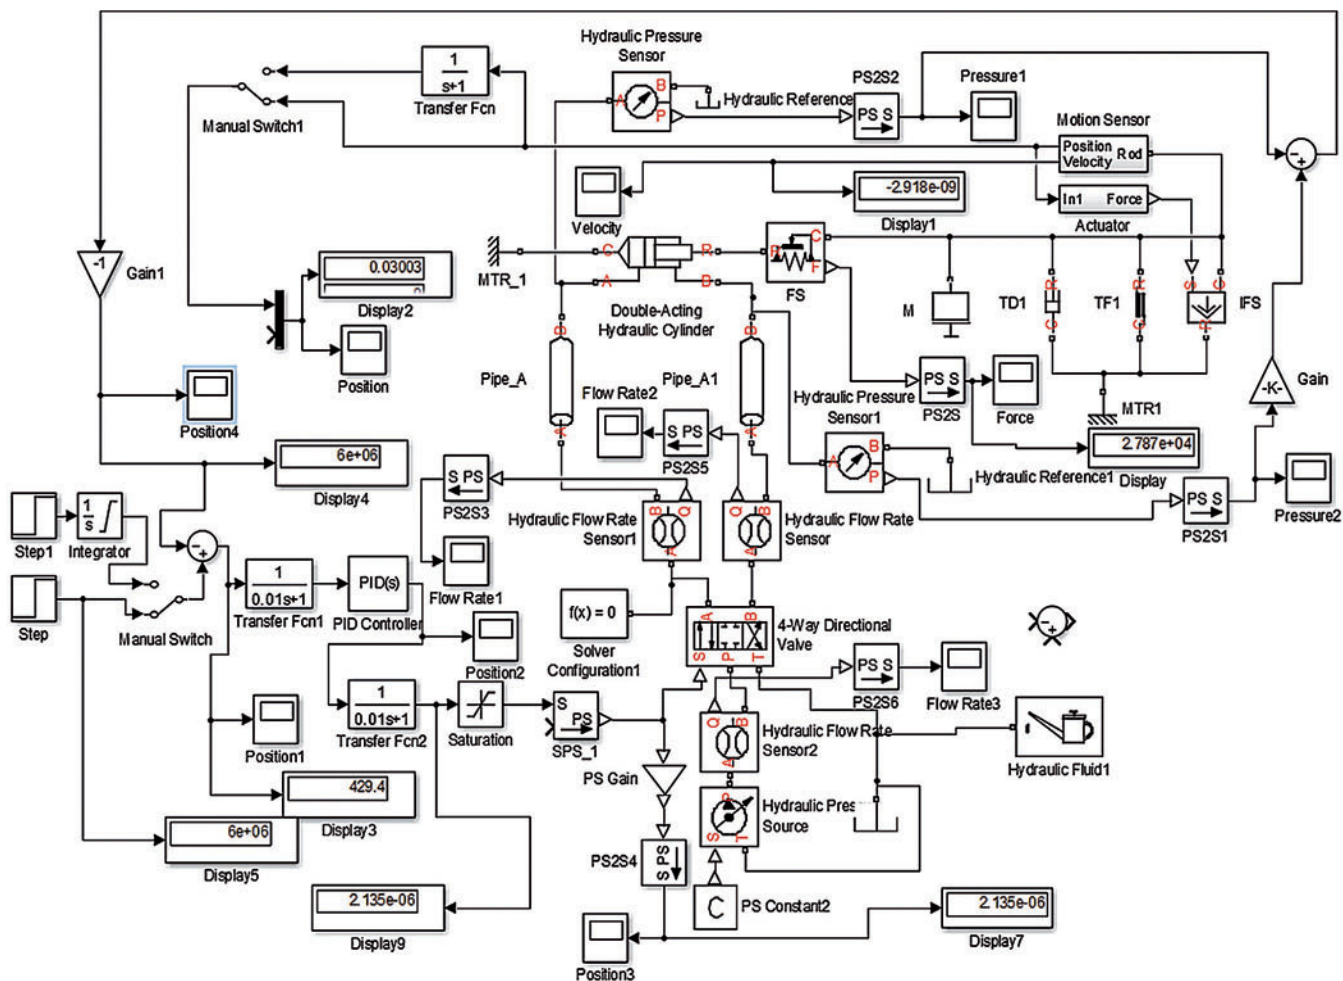 Hydraulic Pressure
Sensor
B
A
P
Hydraulic Reference
PS2S2
PS S
Pressure1
1
s+1
Transfer Fcn
Manual Switch1
Motion Sensor
Position
Velocity
Rod
-
+
Velocity
-2.918e-09
Display1
In1
Force
Actuator
-1
Gain1
0.03003
0
Display2
Position
MTR_1
C
R
A
B
Double-Acting
Hydraulic Cylinder
R
C
F
FS
M
TD1
R
C
TF1
R
C
S
C
R
IFS
Position4
Pipe_A
B
A
Flow Rate2
Pipe_A1
B
A
S PS
PS2S5
Hydraulic Pressure
Sensor1
A
B
P
Hydraulic Reference1
PS S
PS2S
Force
MTR1
2.787e+04
Display
-K-
Gain
PS S
PS2S1
Pressure2
6e+06
Display4
Step1
1
s
Integrator
S PS
PS2S3
Flow Rate1
Hydraulic Flow Rate
Sensor1
B
Q
A
Q
B
A
Hydraulic Flow Rate
Sensor
Step
Manual Switch
-
+
1
0.01s+1
Transfer Fcn1
PID(s)
PID Controller
Position2
f(x) = 0
Solver
Configuration1
A
B
S
P
T
4-Way Directional
Valve
-
+
PS S
PS2S6
Flow Rate3
Position1
1
0.01s+1
Transfer Fcn2
Saturation
S
PS
SPS_1
PS Gain
Q
B
A
Hydraulic Flow Rate
Sensor2
Hydraulic Fluid1
429.4
Display3
6e+06
Display5
P
S
T
Hydraulic Pres
Source
S PS
PS2S4
C
PS Constant2
2.135e-06
Display9
Position3
2.135e-06
Display7